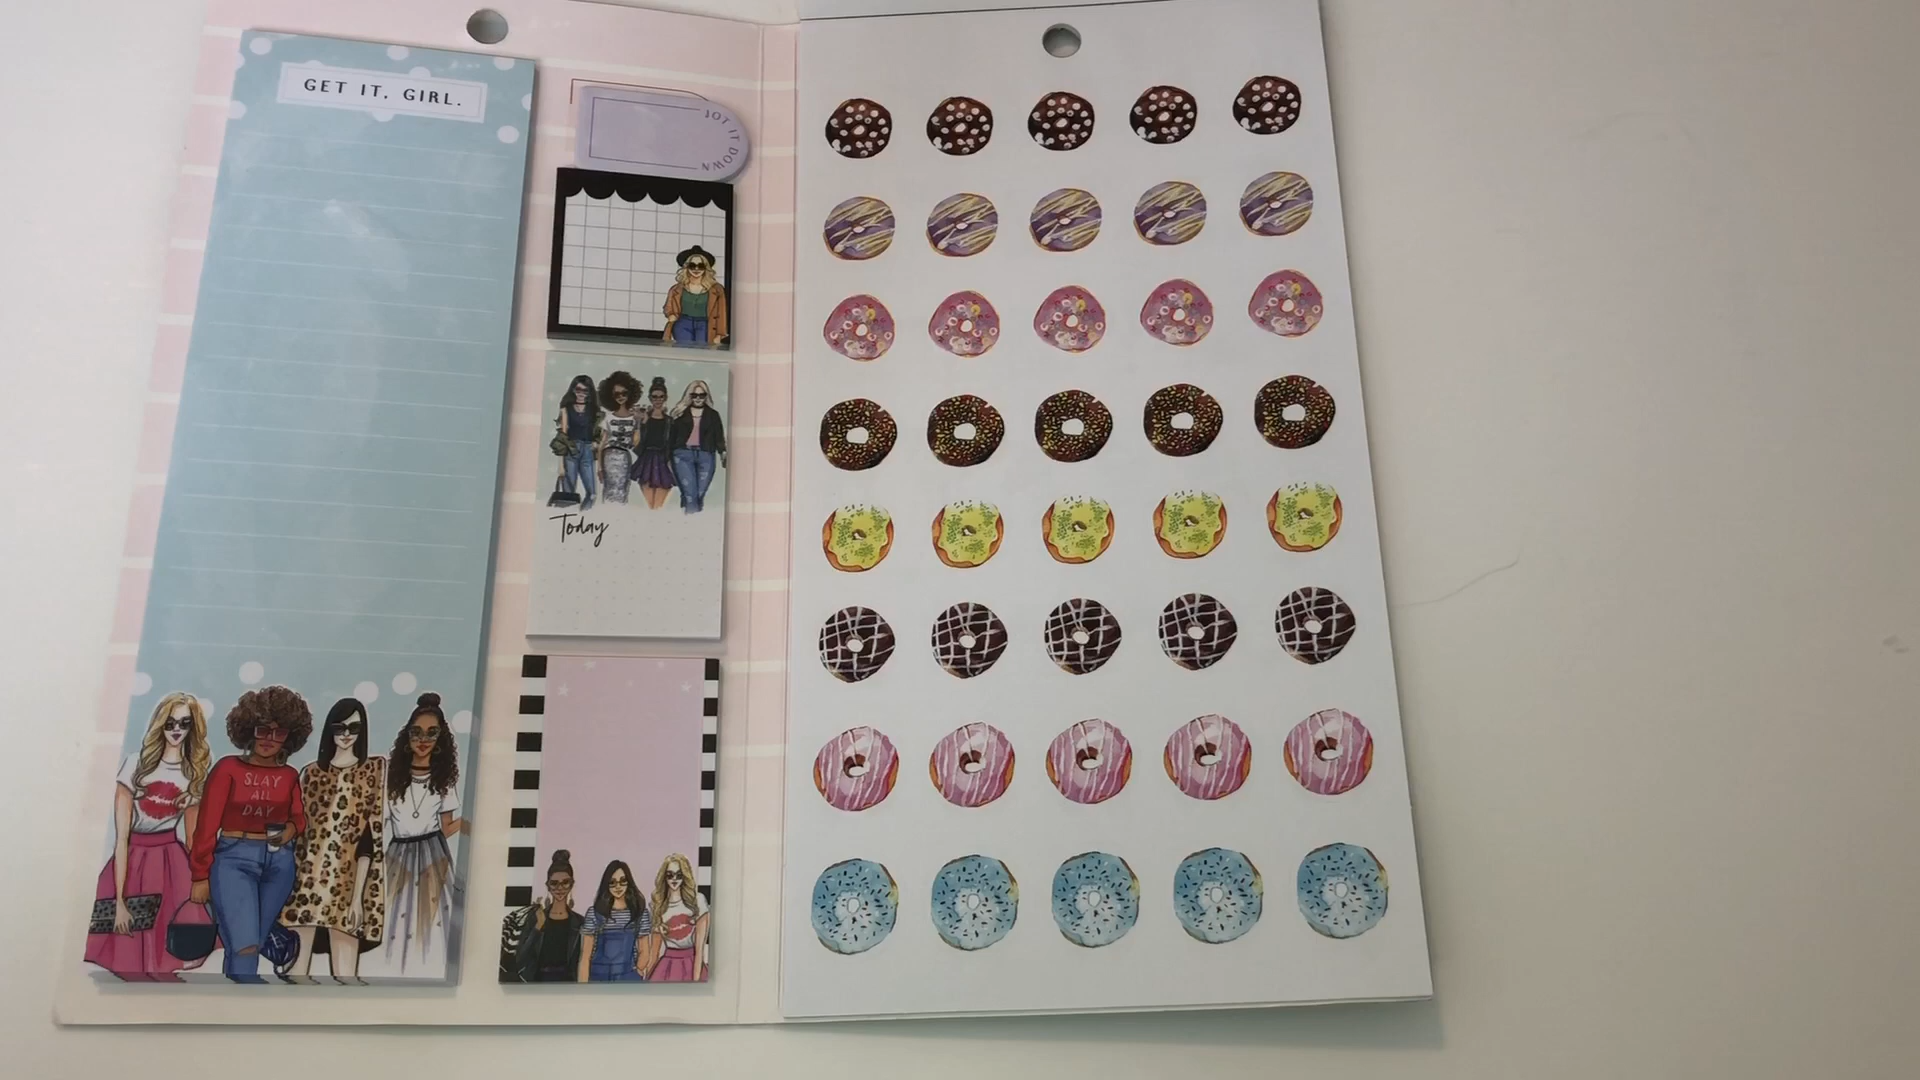 GET IT. GIRL.
JOT IT DOWN
Today
SLAY
ALL
DAY